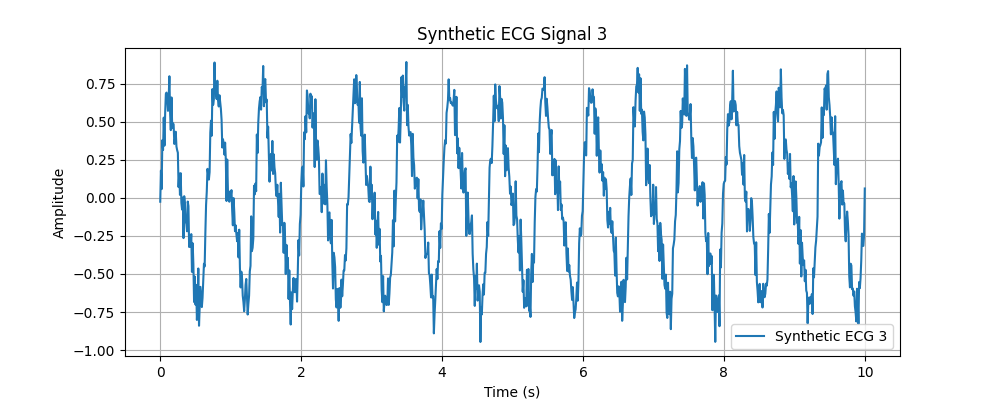 Synthetic ECG Signal 3
Amplitude
0.75
0.50
0.25
0.00
−0.25
−0.50
−0.75
−1.00
0 2 4 6 8 10
Time (s)
Synthetic ECG 3